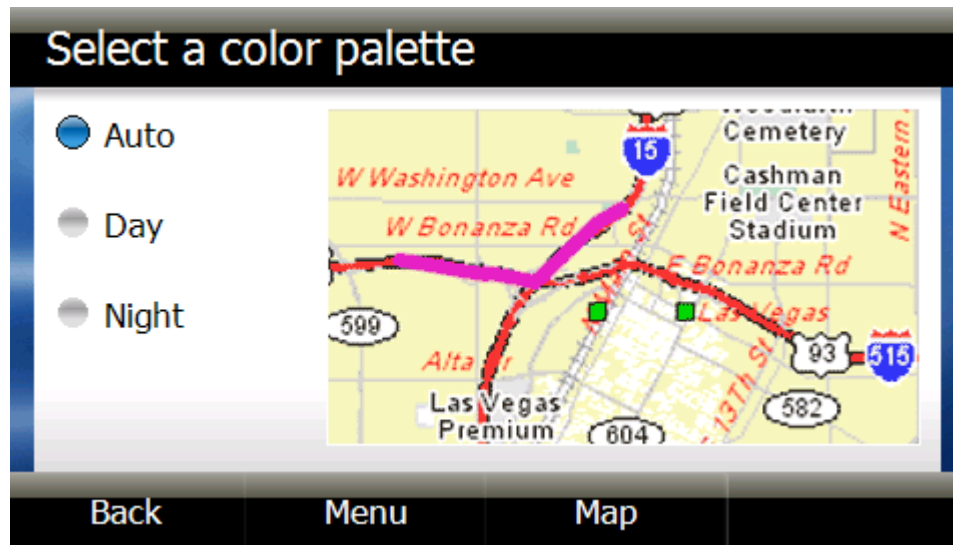 Select a color palette
Auto
Day
Night
15
Cemetery
Cashman
Field Center
Stadium
N Eastern
W Washington Ave
W Bonanza Rd
E Bonanza Rd
Las Vegas
599
93
515
Alta
Las Vegas
Premium
604
13Th St
582
Back
Menu
Map